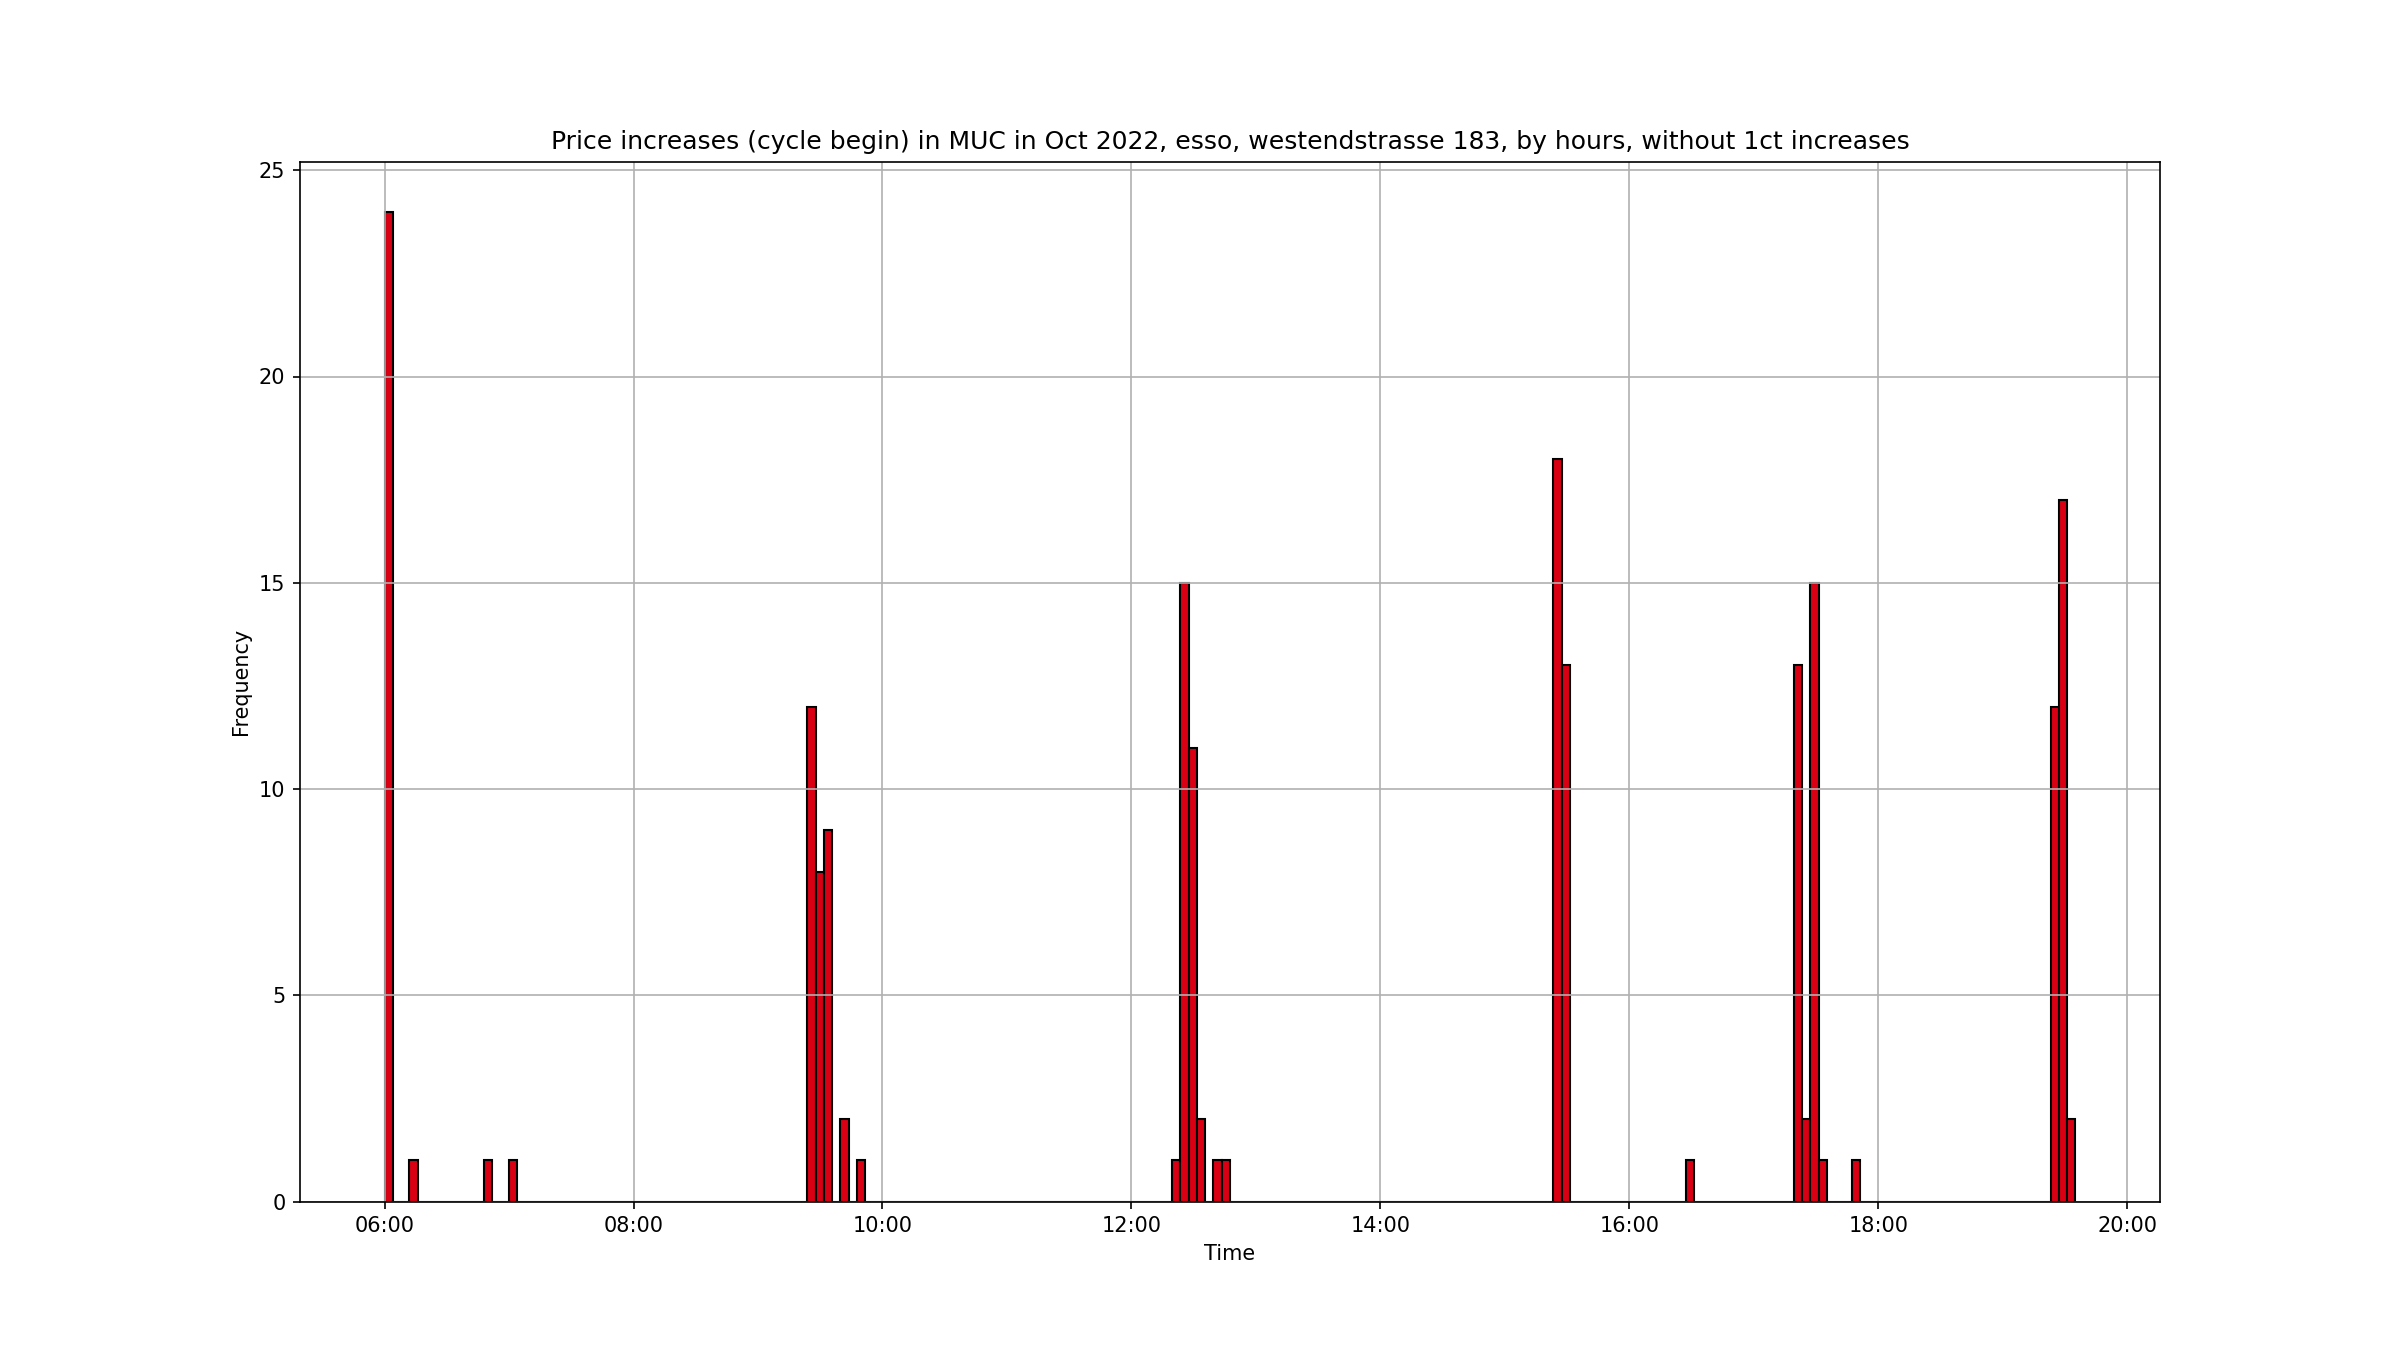 Price increases (cycle begin) in MUC in Oct 2022, esso, westendstrasse 183, by hours, without 1ct increases
25
20
15
10
5
0
Frequency
06:00 08:00 10:00 12:00 14:00 16:00 18:00 20:00
Time